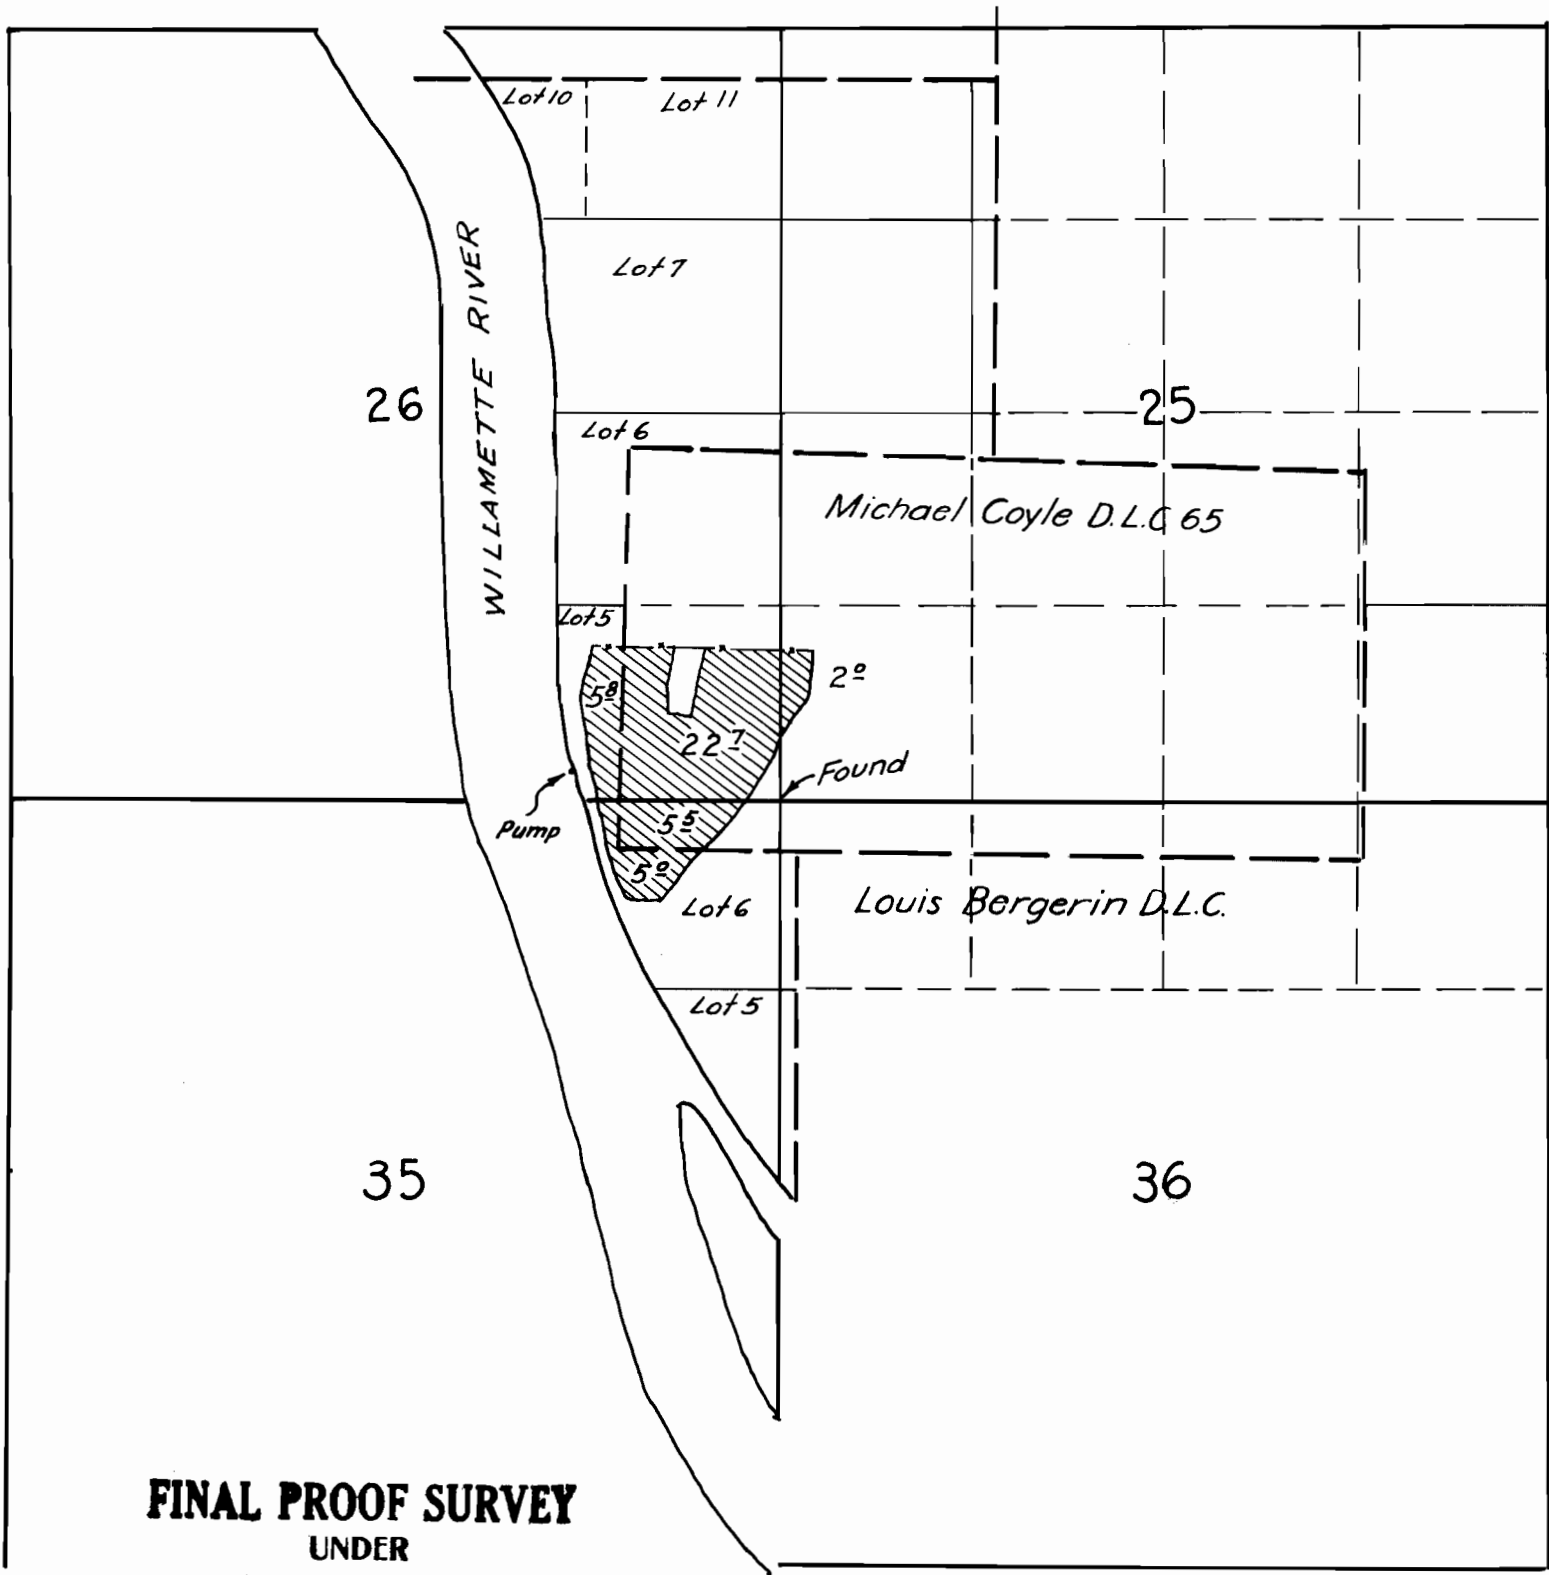 Lot 10
Lot 11
Lot 7
WILLAMETTE RIVER
26
25
Lot 6
Michael Coyle D.L.C 65
Lot 5
5 8
2 0
22 7
Found
Pump
5 5
5 0
Lot 6
Louis Bergerin D.L.C.
Lot 5
35
36
FINAL PROOF SURVEY
UNDER